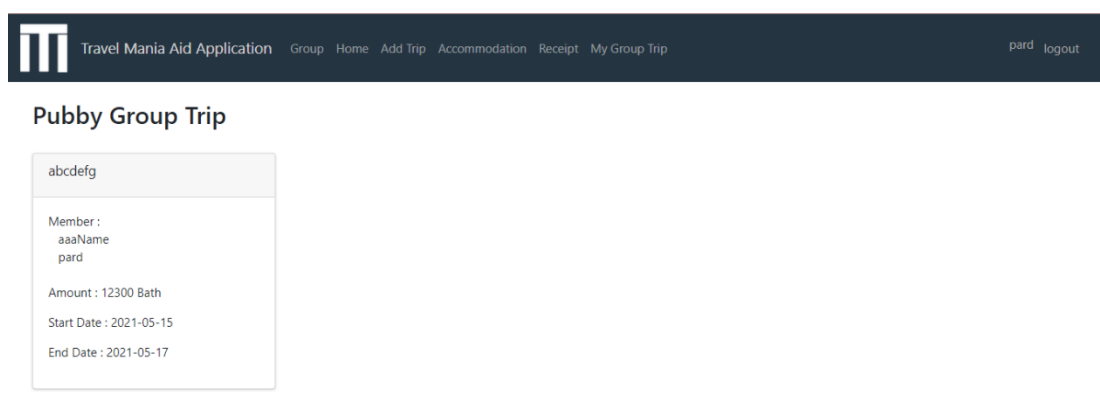 Travel Mania Aid Application Group Home Add Trip Accommodation Receipt My Group Trip pard logout
Pubby Group Trip
abcdefg
Member :
aaaName
pard
Amount : 12300 Bath
Start Date : 2021-05-15
End Date : 2021-05-17